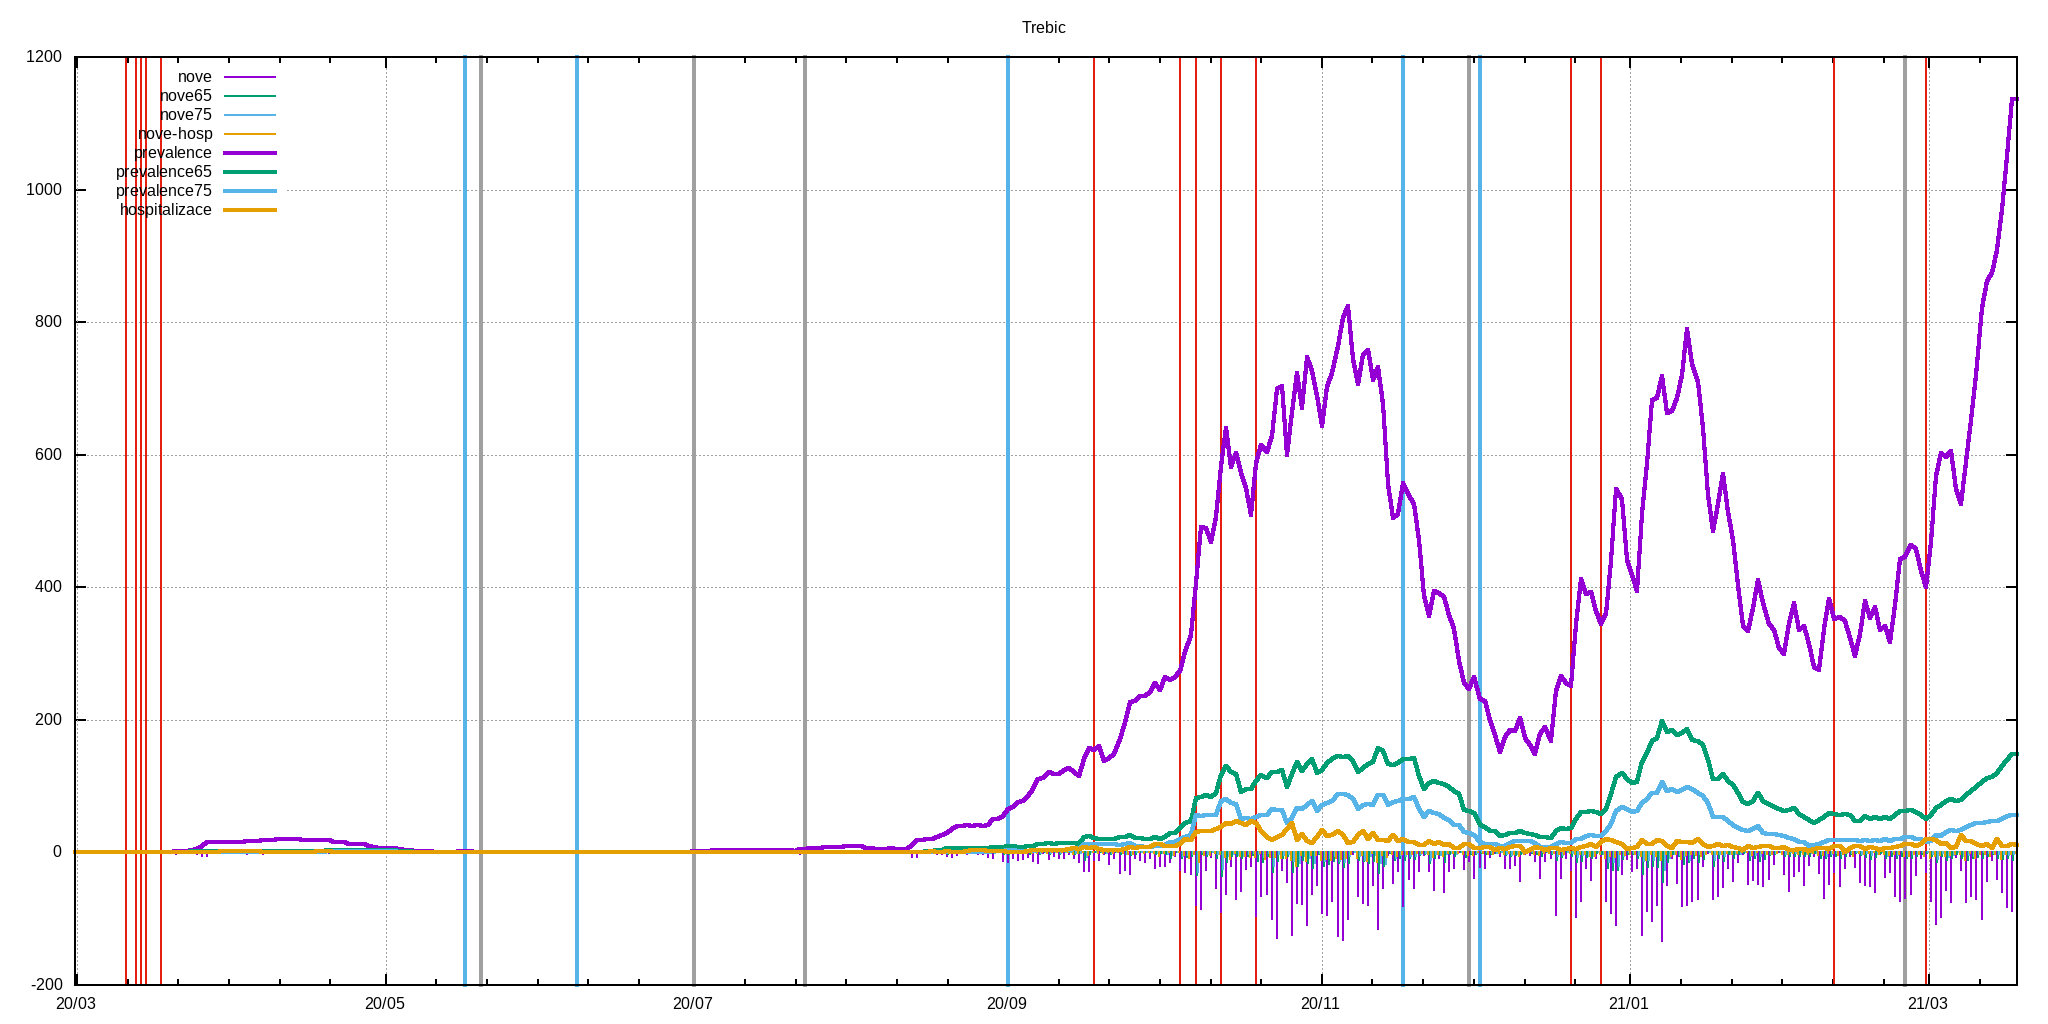 Trebic
1200
nove
nove65
nove75
nove-hosp
prevalence
prevalence65
prevalence75
hospitalizace
1000
800
600
400
200
0
-200
20/03 20/05 20/07 20/09 20/11 21/01 21/03